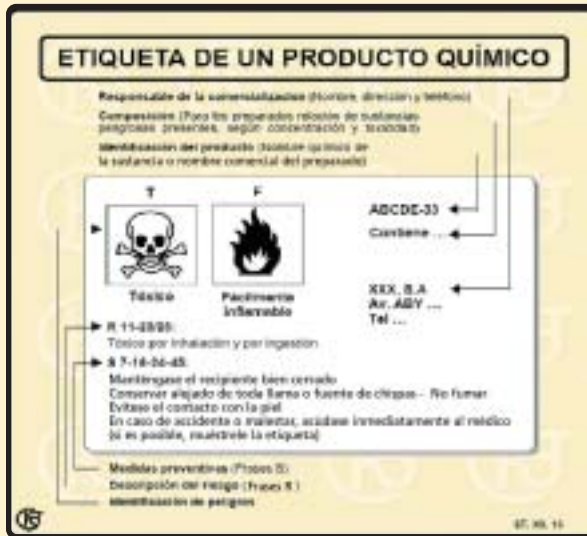 ETIQUETA DE UN PRODUCTO QUÍMICO
Responsable de la comercialización (Nombre, dirección y teléfono)
Composición (Para los preparados relación de sustancias
peligrosas presentes, según concentración y toxicidad)
Identificación del producto (Nombre químico de
la sustancia o nombre comercial del preparado)
T F
ABCDE-33
Contiene ...
Tóxico Fácilmente
inflamable
XXX, S.A
Av. ABY ...
Tel ...
R 11-23/25:
Tóxico por inhalación y por ingestión
S 7-16-24-45:
Manténgase el recipiente bien cerrado
Conservar alejado de toda llama o fuente de chispas - No fumar
Evítese el contacto con la piel
En caso de accidente o malestar, acúdase inmediatamente al médico
(si es posible, muéstrele la etiqueta)
Medidas preventivas (Frases S)
Descripción del riesgo (Frases R)
Identificación de peligros